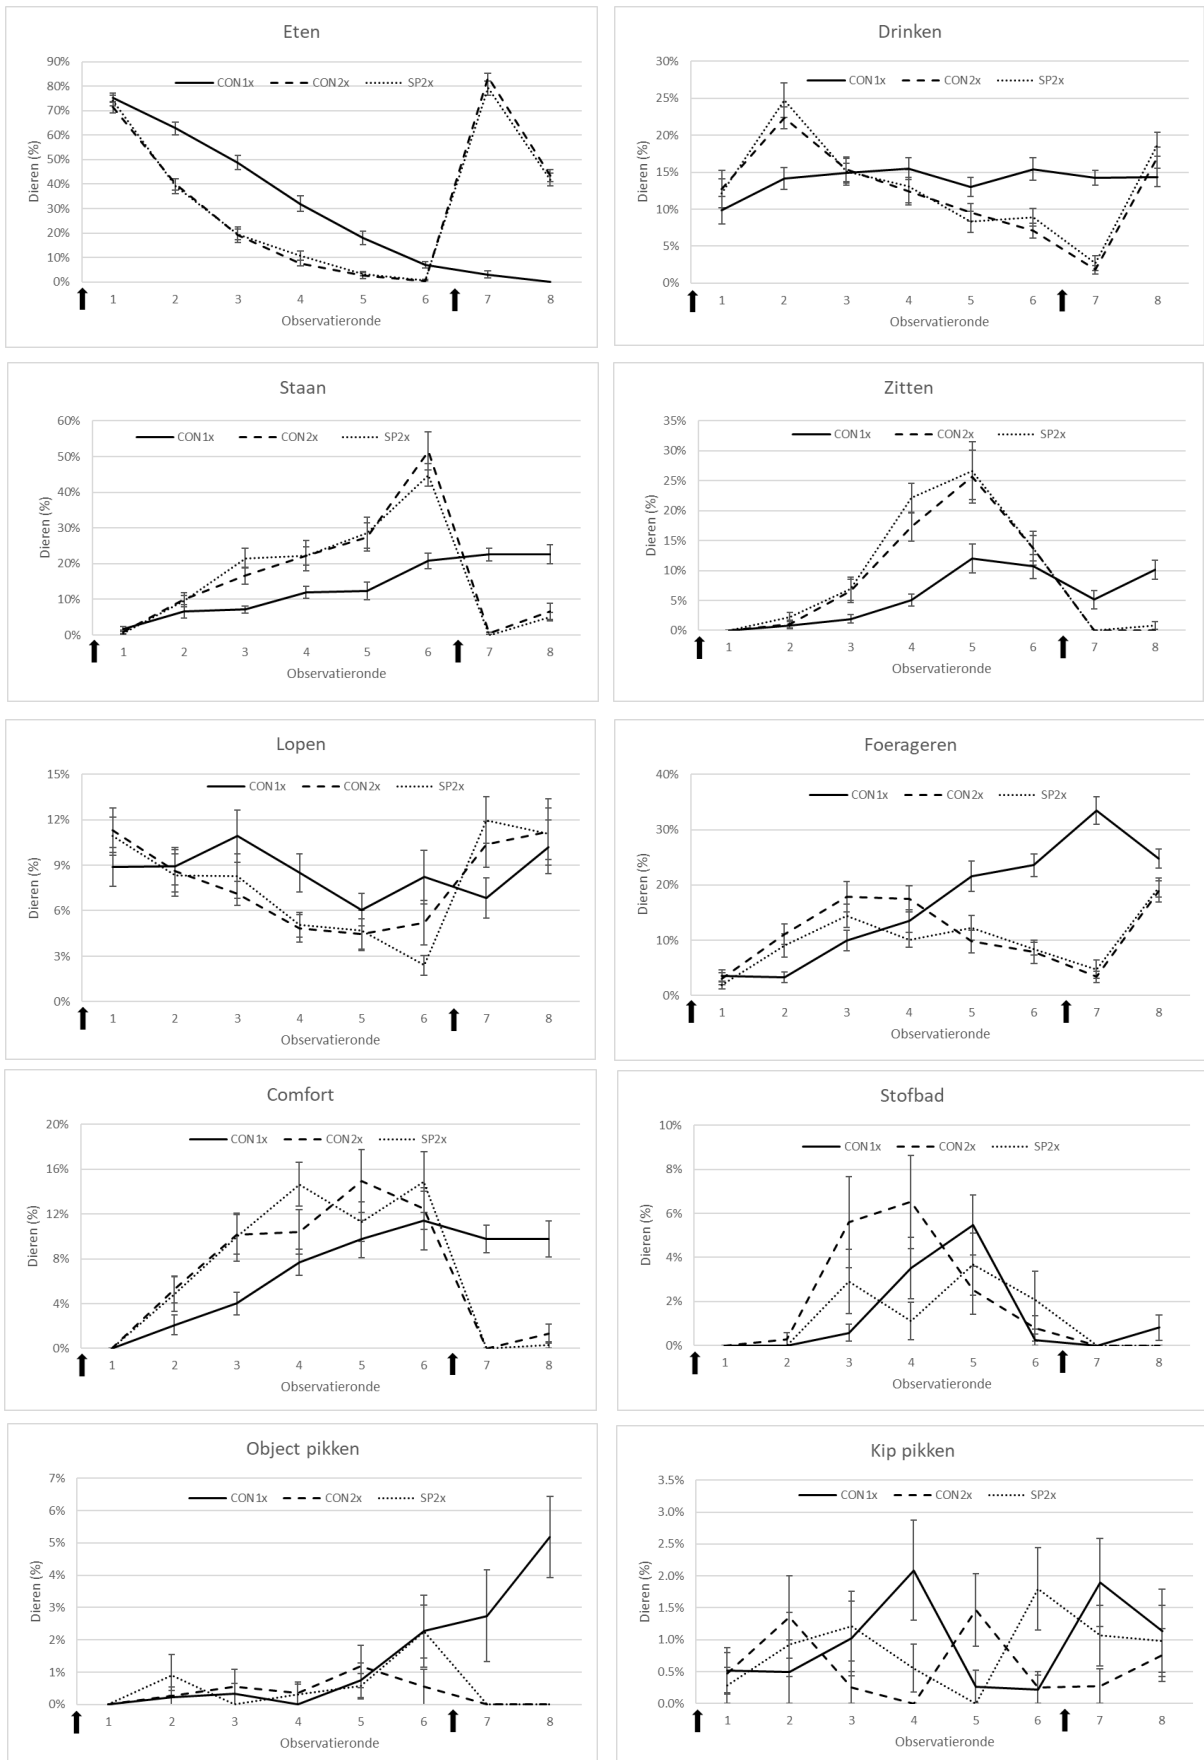 Eten
CON1x CON2x SP2x
Dieren (%)
90%
80%
70%
60%
50%
40%
30%
20%
10%
0%
1 2 3 4 5 6 7 8
Observatieronde
Drinken
CON1x CON2x SP2x
Dieren (%)
30%
25%
20%
15%
10%
5%
0%
1 2 3 4 5 6 7 8
Observatieronde
Staan
CON1x CON2x SP2x
Dieren (%)
60%
50%
40%
30%
20%
10%
0%
1 2 3 4 5 6 7 8
Observatieronde
Zitten
CON1x CON2x SP2x
Dieren (%)
35%
30%
25%
20%
15%
10%
5%
0%
1 2 3 4 5 6 7 8
Observatieronde
Lopen
CON1x CON2x SP2x
Dieren (%)
15%
12%
9%
6%
3%
0%
1 2 3 4 5 6 7 8
Observatieronde
Foerageren
CON1x CON2x SP2x
Dieren (%)
40%
30%
20%
10%
0%
1 2 3 4 5 6 7 8
Observatieronde
Comfort
CON1x CON2x SP2x
Dieren (%)
20%
16%
12%
8%
4%
0%
1 2 3 4 5 6 7 8
Observatieronde
Stofbad
CON1x CON2x SP2x
Dieren (%)
10%
8%
6%
4%
2%
0%
1 2 3 4 5 6 7 8
Observatieronde
Object pikken
CON1x CON2x SP2x
Dieren (%)
7%
6%
5%
4%
3%
2%
1%
0%
1 2 3 4 5 6 7 8
Observatieronde
Kip pikken
CON1x CON2x SP2x
Dieren (%)
3.5%
3.0%
2.5%
2.0%
1.5%
1.0%
0.5%
0.0%
1 2 3 4 5 6 7 8
Observatieronde